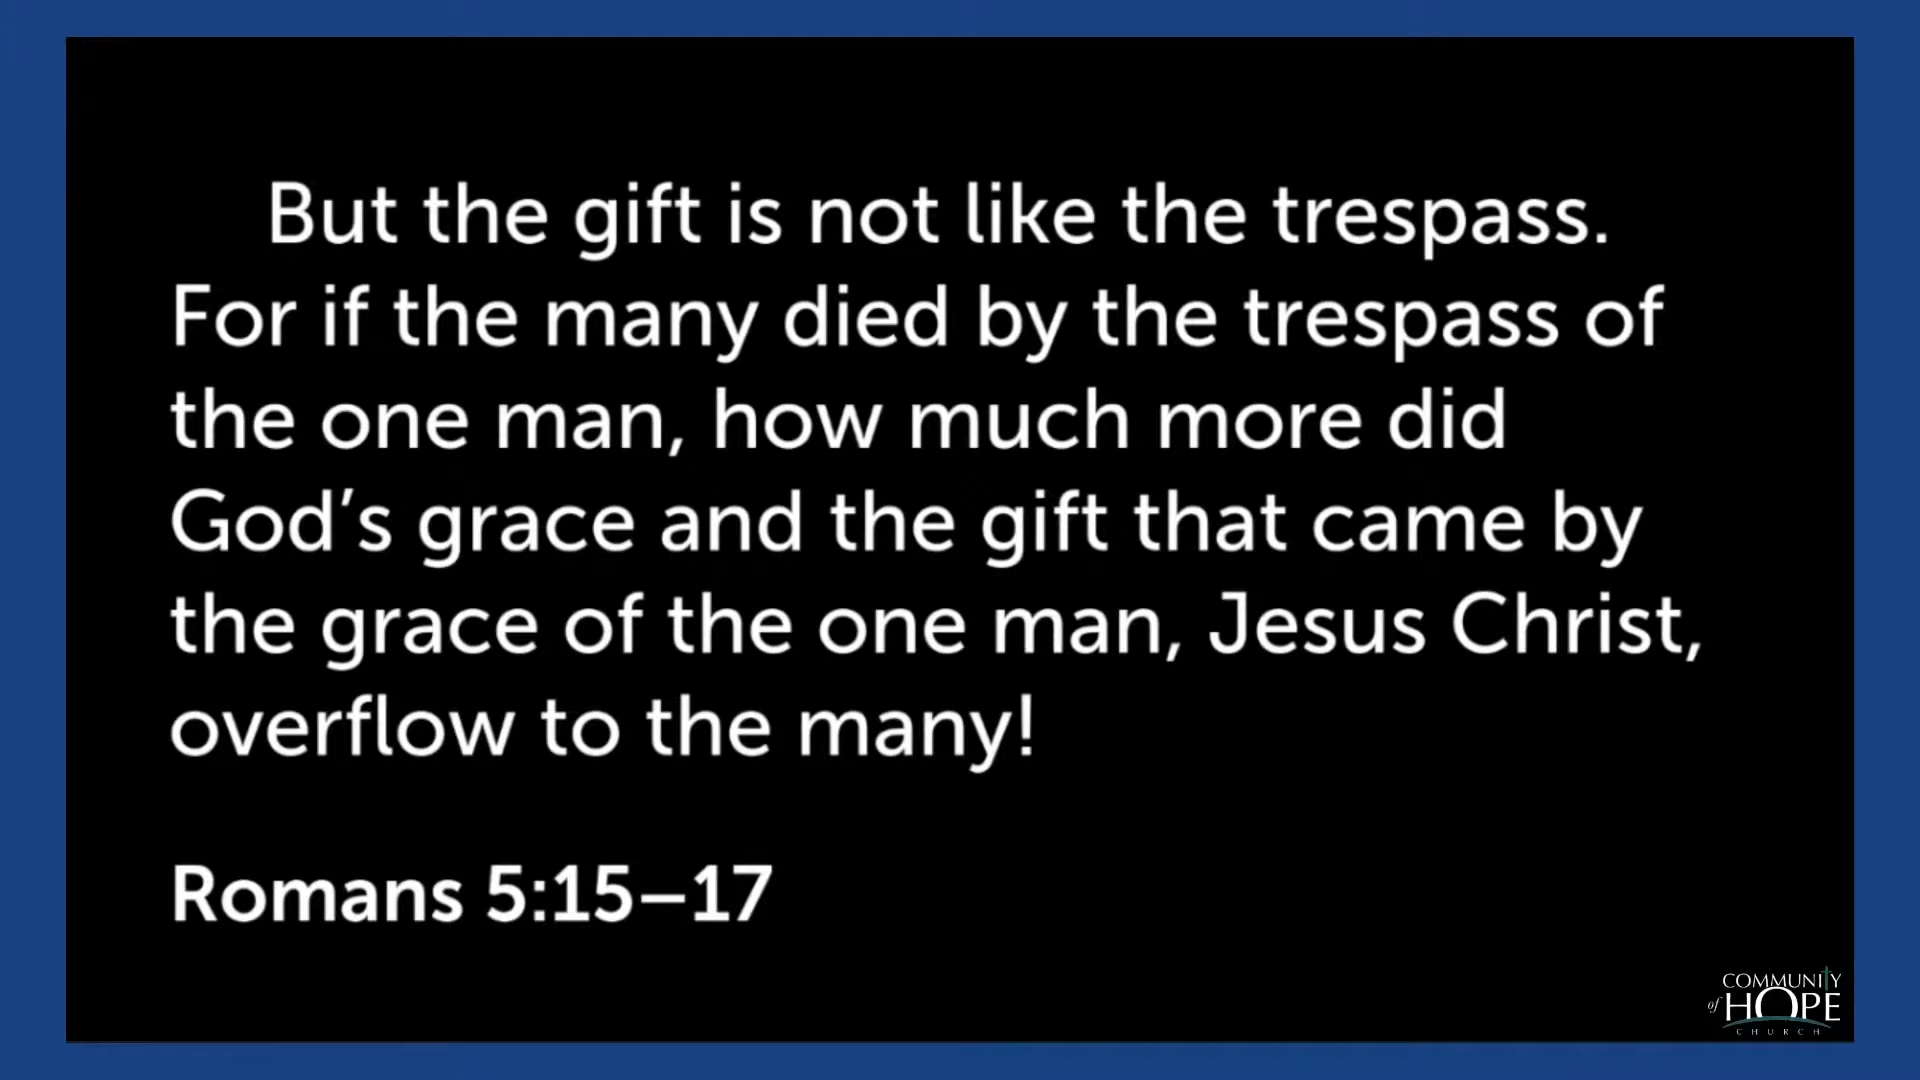 But the gift is not like the trespass.
For if the many died by the trespass of
the one man, how much more did
God’s grace and the gift that came by
the grace of the one man, Jesus Christ,
overflow to the many!
Romans 5:15–17
COMMUNITY
of HOPE
CHURCH